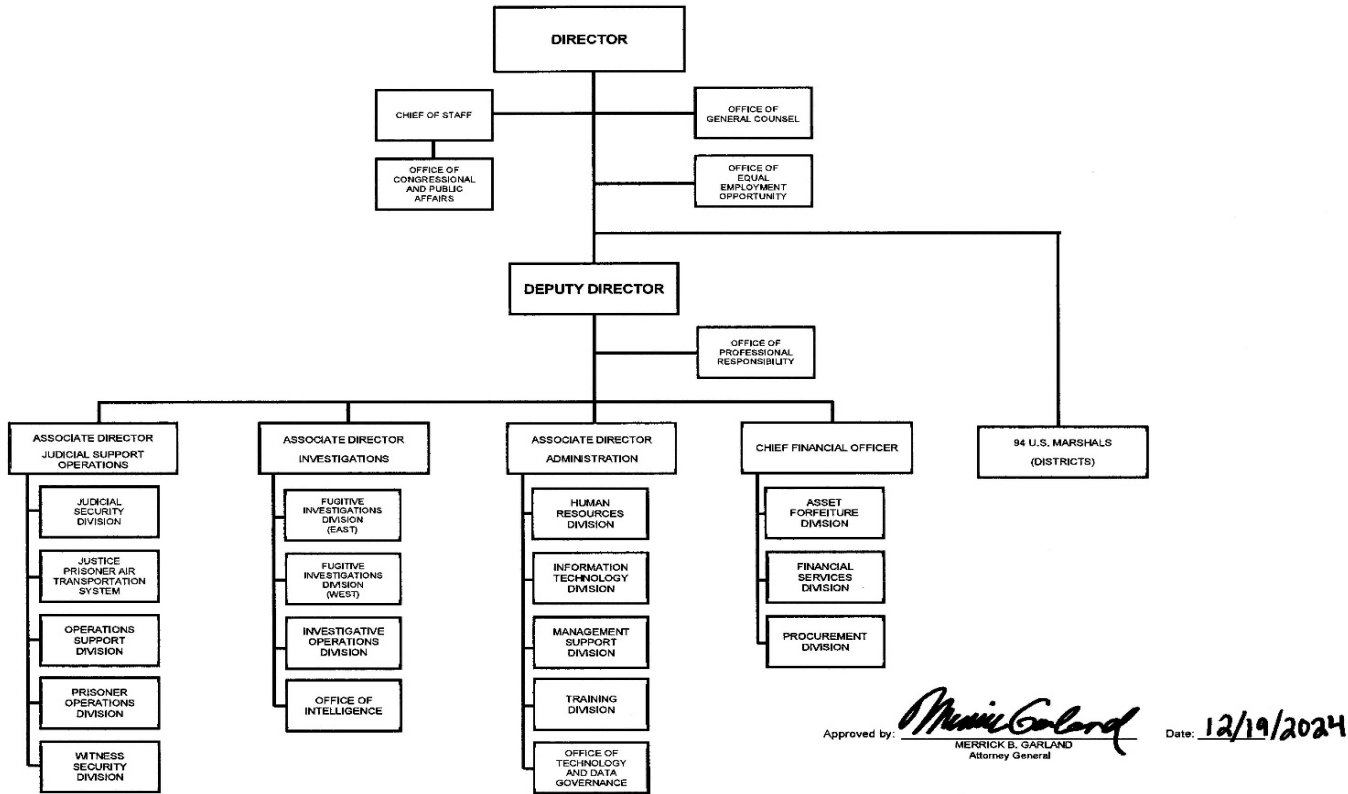 DIRECTOR
CHIEF OF STAFF
OFFICE OF
GENERAL COUNSEL
OFFICE OF
CONGRESSIONAL
AND PUBLIC
AFFAIRS
OFFICE OF
EQUAL
EMPLOYMENT
OPPORTUNITY
DEPUTY DIRECTOR
OFFICE OF
PROFESSIONAL
RESPONSIBILITY
ASSOCIATE DIRECTOR
JUDICIAL SUPPORT
OPERATIONS
JUDICIAL
SECURITY
DIVISION
JUSTICE
PRISONER AIR
TRANSPORTATION
SYSTEM
OPERATIONS
SUPPORT
DIVISION
PRISONER
OPERATIONS
DIVISION
WITNESS
SECURITY
DIVISION
ASSOCIATE DIRECTOR
INVESTIGATIONS
FUGITIVE
INVESTIGATIONS
DIVISION
(EAST)
FUGITIVE
INVESTIGATIONS
DIVISION
(WEST)
INVESTIGATIVE
OPERATIONS
DIVISION
OFFICE OF
INTELLIGENCE
ASSOCIATE DIRECTOR
ADMINISTRATION
HUMAN
RESOURCES
DIVISION
INFORMATION
TECHNOLOGY
DIVISION
MANAGEMENT
SUPPORT DIVISION
TRAINING
DIVISION
OFFICE OF
TECHNOLOGY
AND DATA
GOVERNANCE
CHIEF FINANCIAL OFFICER
ASSET
FORFEITURE
DIVISION
FINANCIAL
SERVICES
DIVISION
PROCUREMENT
DIVISION
94 U.S. MARSHALS
(DISTRICTS)
Approved by: Merrick Garland Date: 12/19/2024
MERRICK B. GARLAND
Attorney General